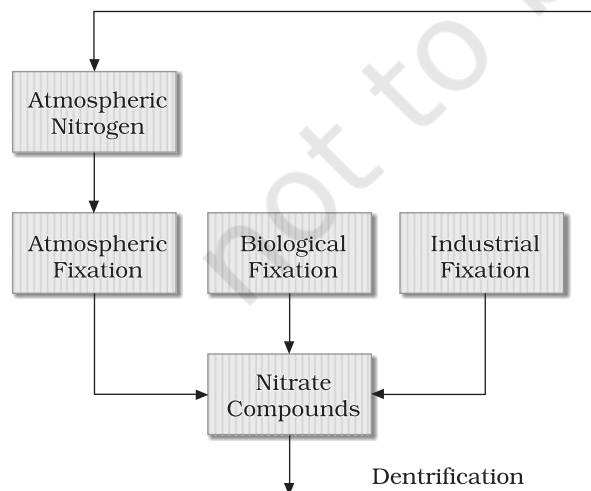 Atmospheric
Nitrogen
Atmospheric
Fixation
Biological
Fixation
Industrial
Fixation
Nitrate
Compounds
Dentrification
not to b